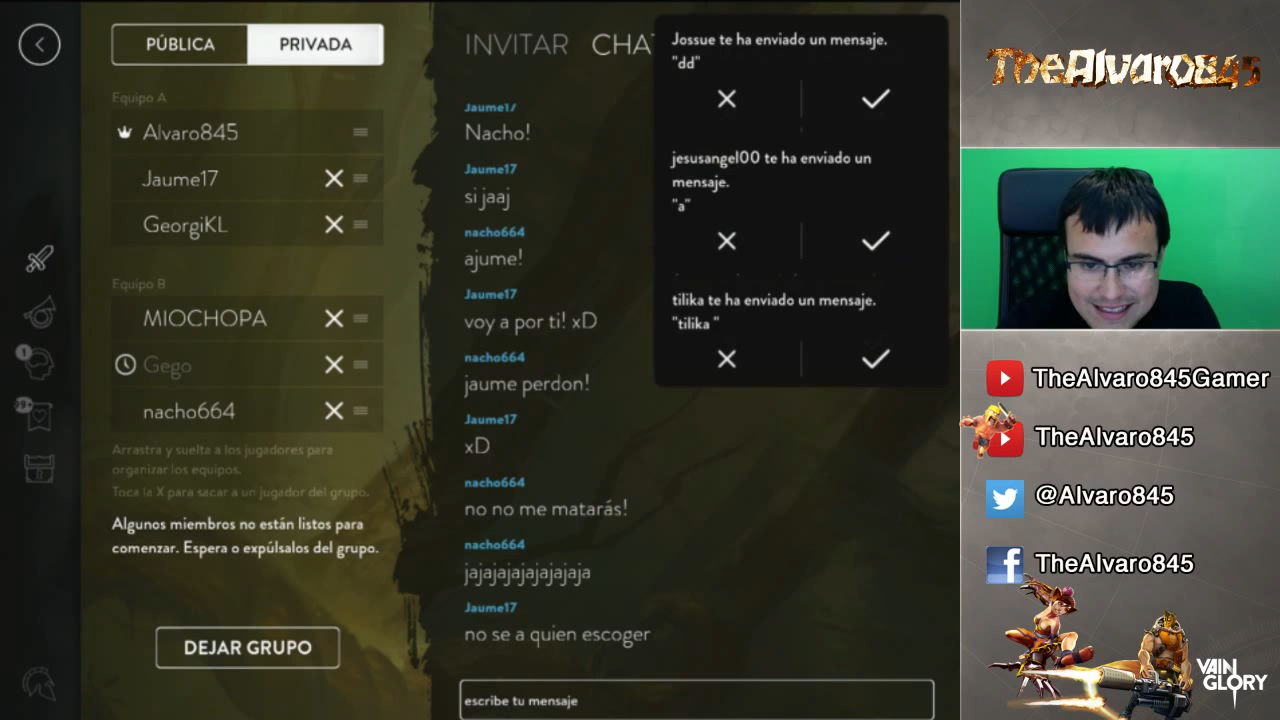 PÚBLICA
PRIVADA
Equipo A
Alvaro845
Jaume17
GeorgiKL
Equipo B
MIOCHOPA
Gego
nacho664
Arrastra y suelta a los jugadores para
organizar los equipos.
Toca la X para sacar a un jugador del grupo.
Algunos miembros no están listos para
comenzar. Espera o expúlsalos del grupo.
DEJAR GRUPO
1
INVITAR
CHAT
Jaume17
Nacho!
Jaume17
si jaaj
nacho664
ajume!
Jaume17
voy a por ti! xD
nacho664
jaume perdon!
Jaume17
xD
nacho664
no no me matarás!
nacho664
jajajajajajajajaja
Jaume17
no se a quien escoger
escribe tu mensaje
Jossue te ha enviado un mensaje.
"dd"
jesusangel00 te ha enviado un
mensaje.
"a"
tilika te ha enviado un mensaje.
"tilika "
TheAlvaro845
TheAlvaro845Gamer
TheAlvaro845
@Alvaro845
TheAlvaro845
VAIN
GLORY